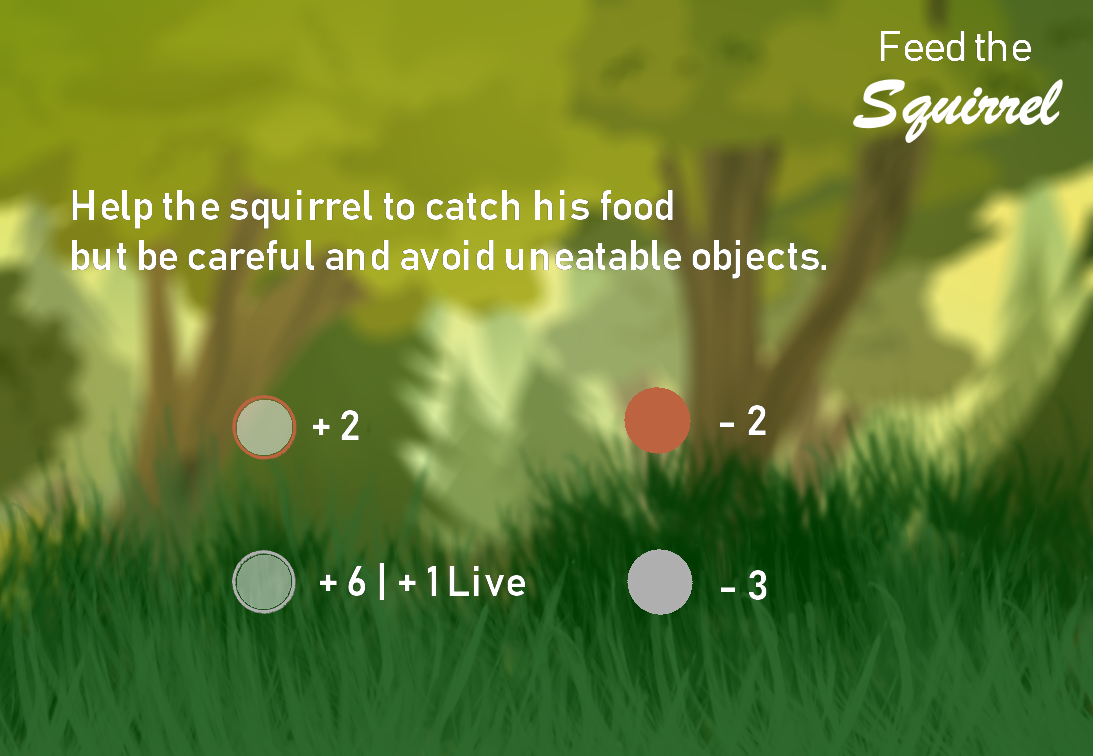 Feed the
Squirrel
Help the squirrel to catch his food
but be careful and avoid uneatable objects.
+ 2
- 2
+ 6 | + 1 Live
- 3